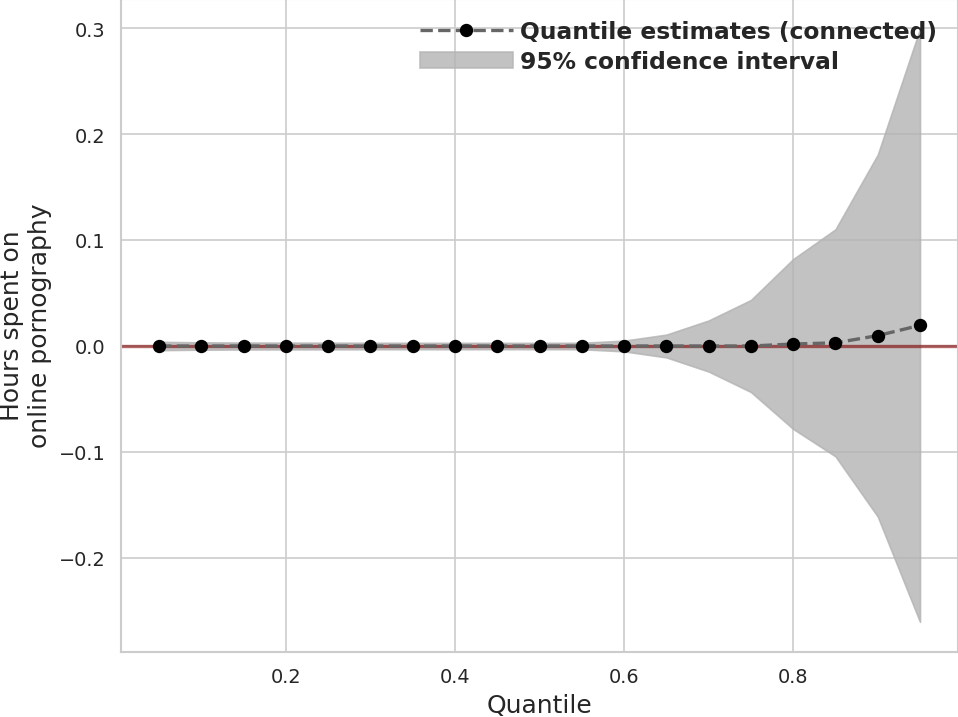 Quantile estimates (connected)
95% confidence interval
0.3
0.2
0.1
0.0
−0.1
−0.2
Hours spent on
online pornography
0.2
0.4
0.6
0.8
Quantile